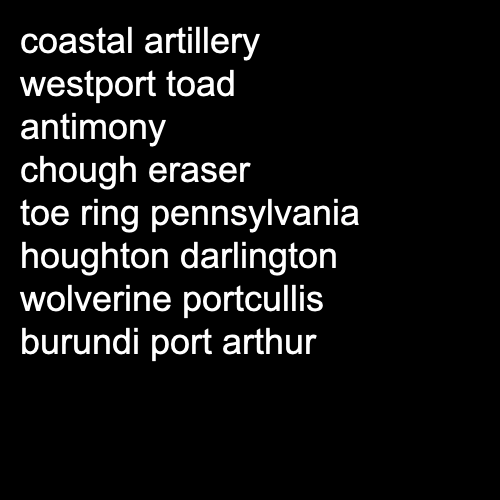 coastal artillery
westport toad
antimony
chough eraser
toe ring pennsylvania
houghton darlington
wolverine portcullis
burundi port arthur